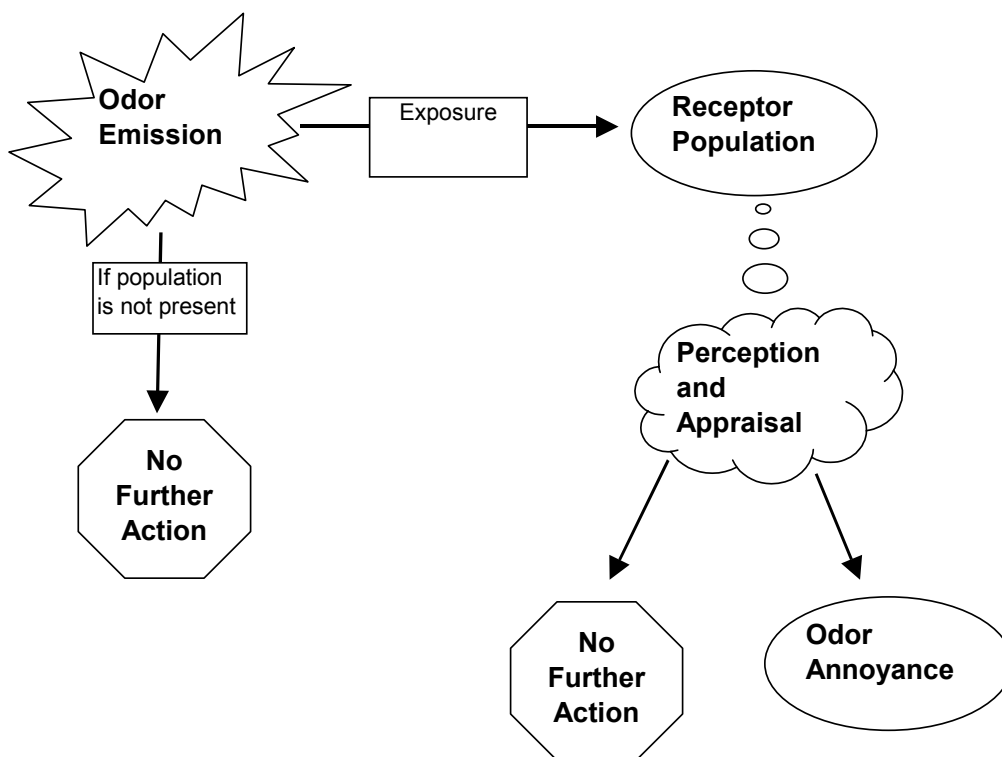 Odor
Emission
Exposure
Receptor
Population
If population
is not present
Perception
and
Appraisal
No
Further
Action
No
Further
Action
Odor
Annoyance